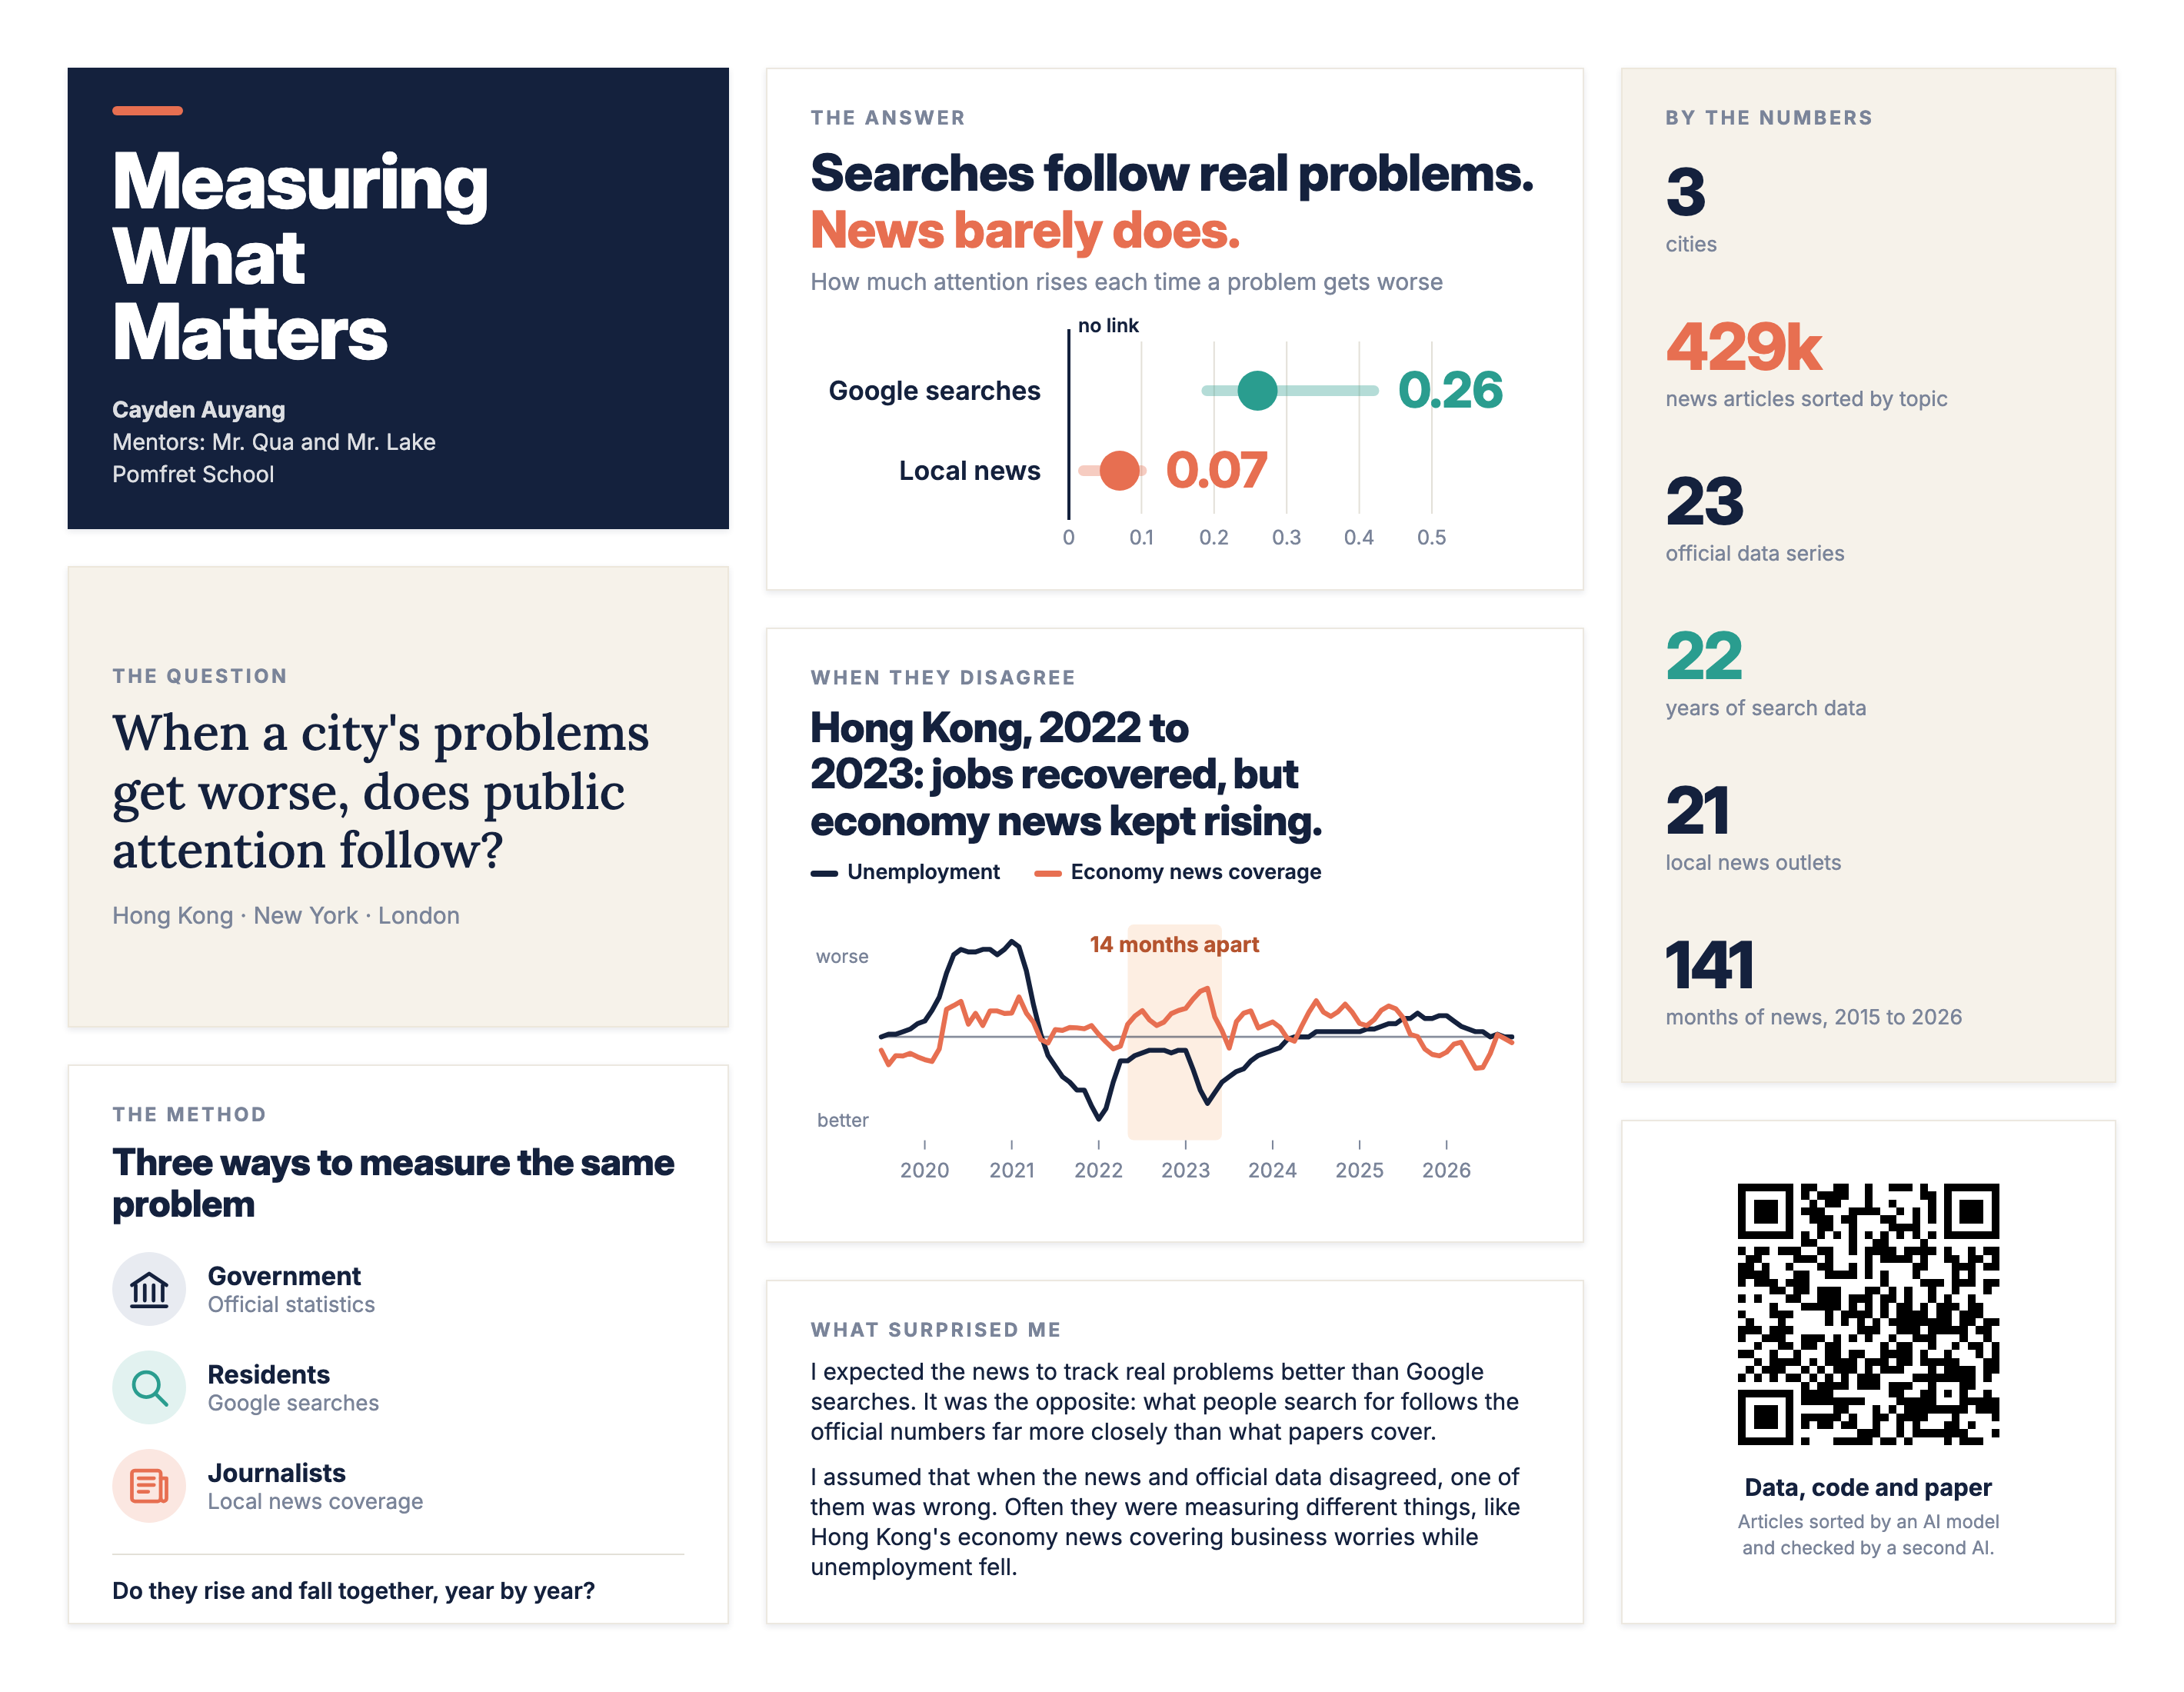 Measuring
What
Matters
Cayden Auyang
Mentors: Mr. Qua and Mr. Lake
Pomfret School
THE QUESTION
When a city's problems
get worse, does public
attention follow?
Hong Kong · New York · London
THE METHOD
Three ways to measure the same
problem
Government
Official statistics
Residents
Google searches
Journalists
Local news coverage
Do they rise and fall together, year by year?
THE ANSWER
Searches follow real problems.
News barely does.
How much attention rises each time a problem gets worse
no link
Google searches
0.26
Local news
0.07
0 0.1 0.2 0.3 0.4 0.5
WHEN THEY DISAGREE
Hong Kong, 2022 to
2023: jobs recovered, but
economy news kept rising.
Unemployment Economy news coverage
14 months apart
worse
better
2020 2021 2022 2023 2024 2025 2026
WHAT SURPRISED ME
I expected the news to track real problems better than Google
searches. It was the opposite: what people search for follows the
official numbers far more closely than what papers cover.
I assumed that when the news and official data disagreed, one of
them was wrong. Often they were measuring different things, like
Hong Kong's economy news covering business worries while
unemployment fell.
BY THE NUMBERS
3
cities
429k
news articles sorted by topic
23
official data series
22
years of search data
21
local news outlets
141
months of news, 2015 to 2026
Data, code and paper
Articles sorted by an AI model
and checked by a second AI.